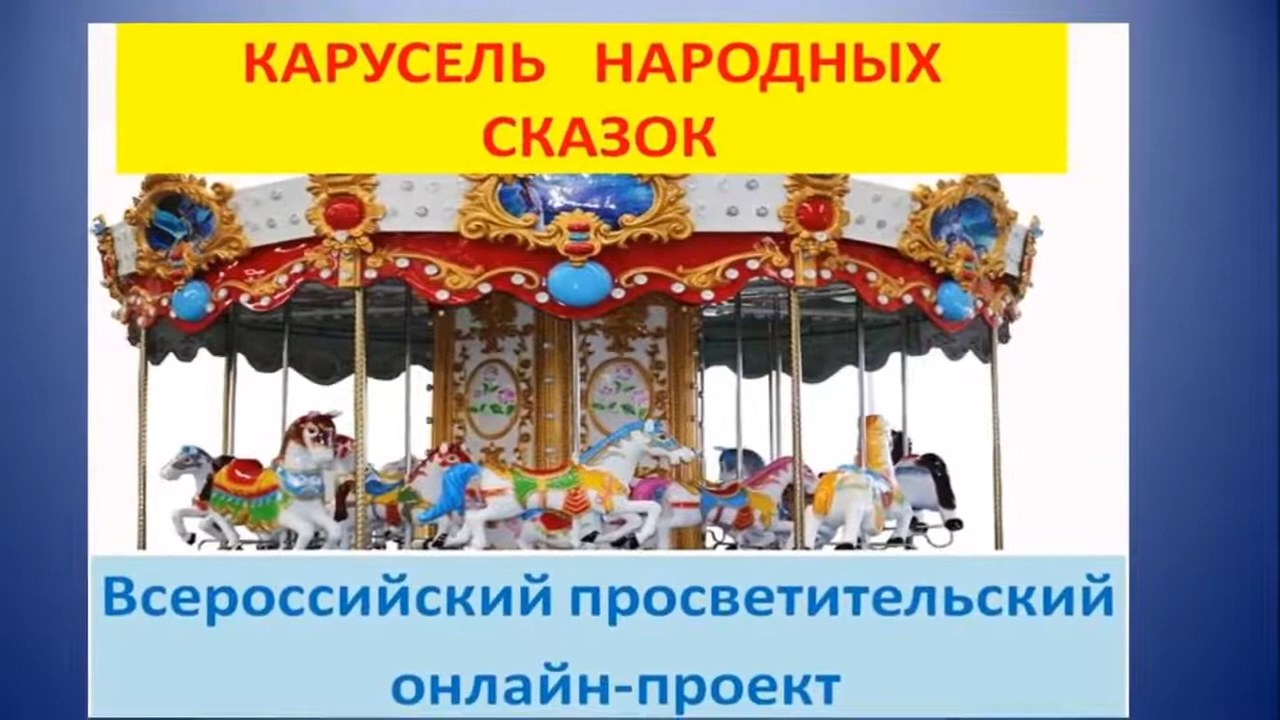 КАРУСЕЛЬ НАРОДНЫХ
СКАЗОК
Всероссийский просветительский
онлайн-проект